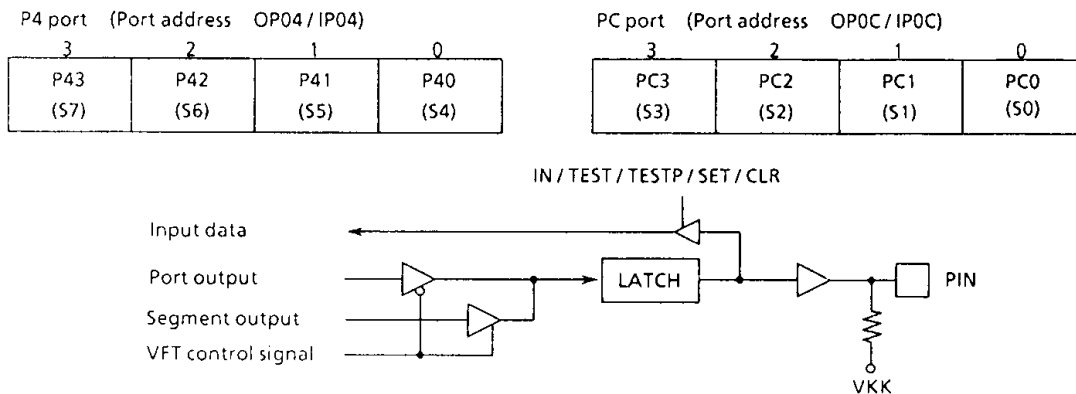 P4 port (Port address OP04 / IP04)
3 2 1 0
P43 P42 P41 P40
(S7) (S6) (S5) (S4)
PC port (Port address OP0C / IP0C)
3 2 1 0
PC3 PC2 PC1 PC0
(S3) (S2) (S1) (S0)
IN / TEST / TESTP / SET / CLR
Input data
Port output
LATCH
PIN
Segment output
VFT control signal
VKK